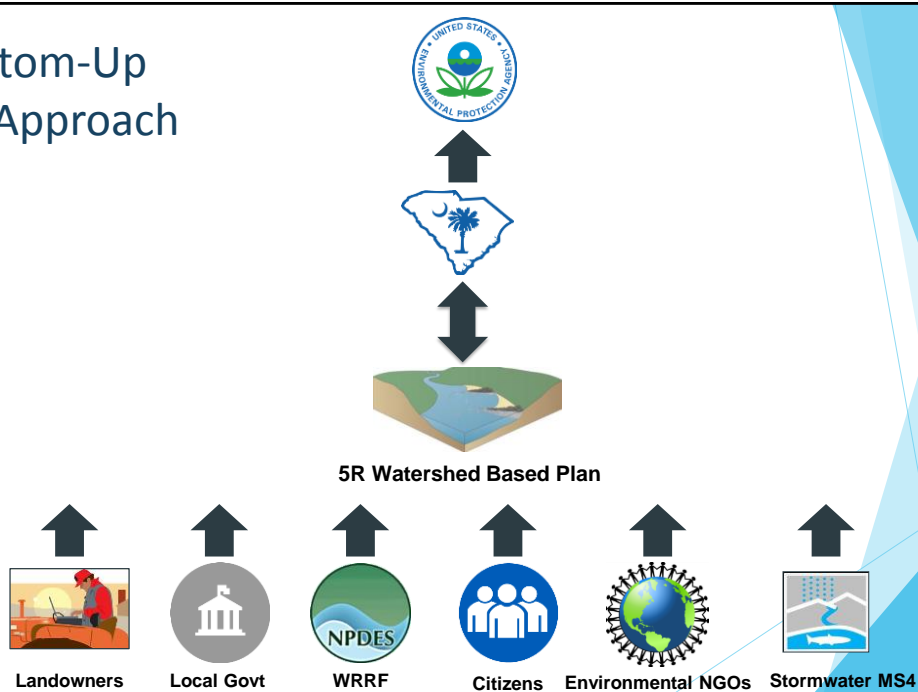 tom-Up
Approach
UNITED STATES
ENVIRONMENTAL PROTECTION AGENCY
5R Watershed Based Plan
NPDES
Landowners Local Govt WRRF Citizens Environmental NGOs Stormwater MS4